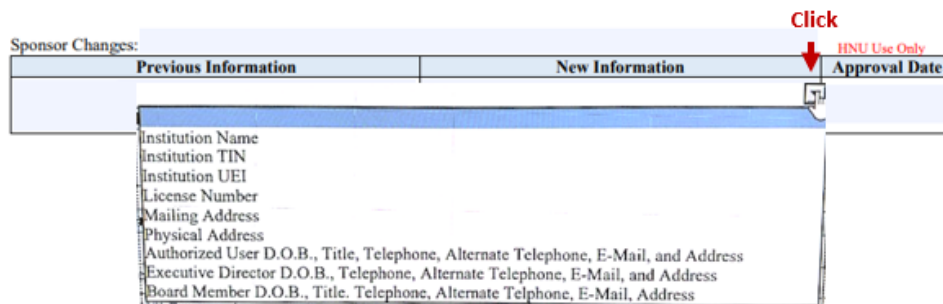 Click
Sponsor Changes:
HNU Use Only
Previous Information New Information Approval Date
Institution Name
Institution TIN
Institution UEI
License Number
Mailing Address
Physical Address
Authorized User D.O.B., Title, Telephone, Alternate Telephone, E-Mail, and Address
Executive Director D.O.B., Telephone, Alternate Telephone, E-Mail, and Address
Board Member D.O.B., Title. Telephone, Alternate Telphone, E-Mail, Address